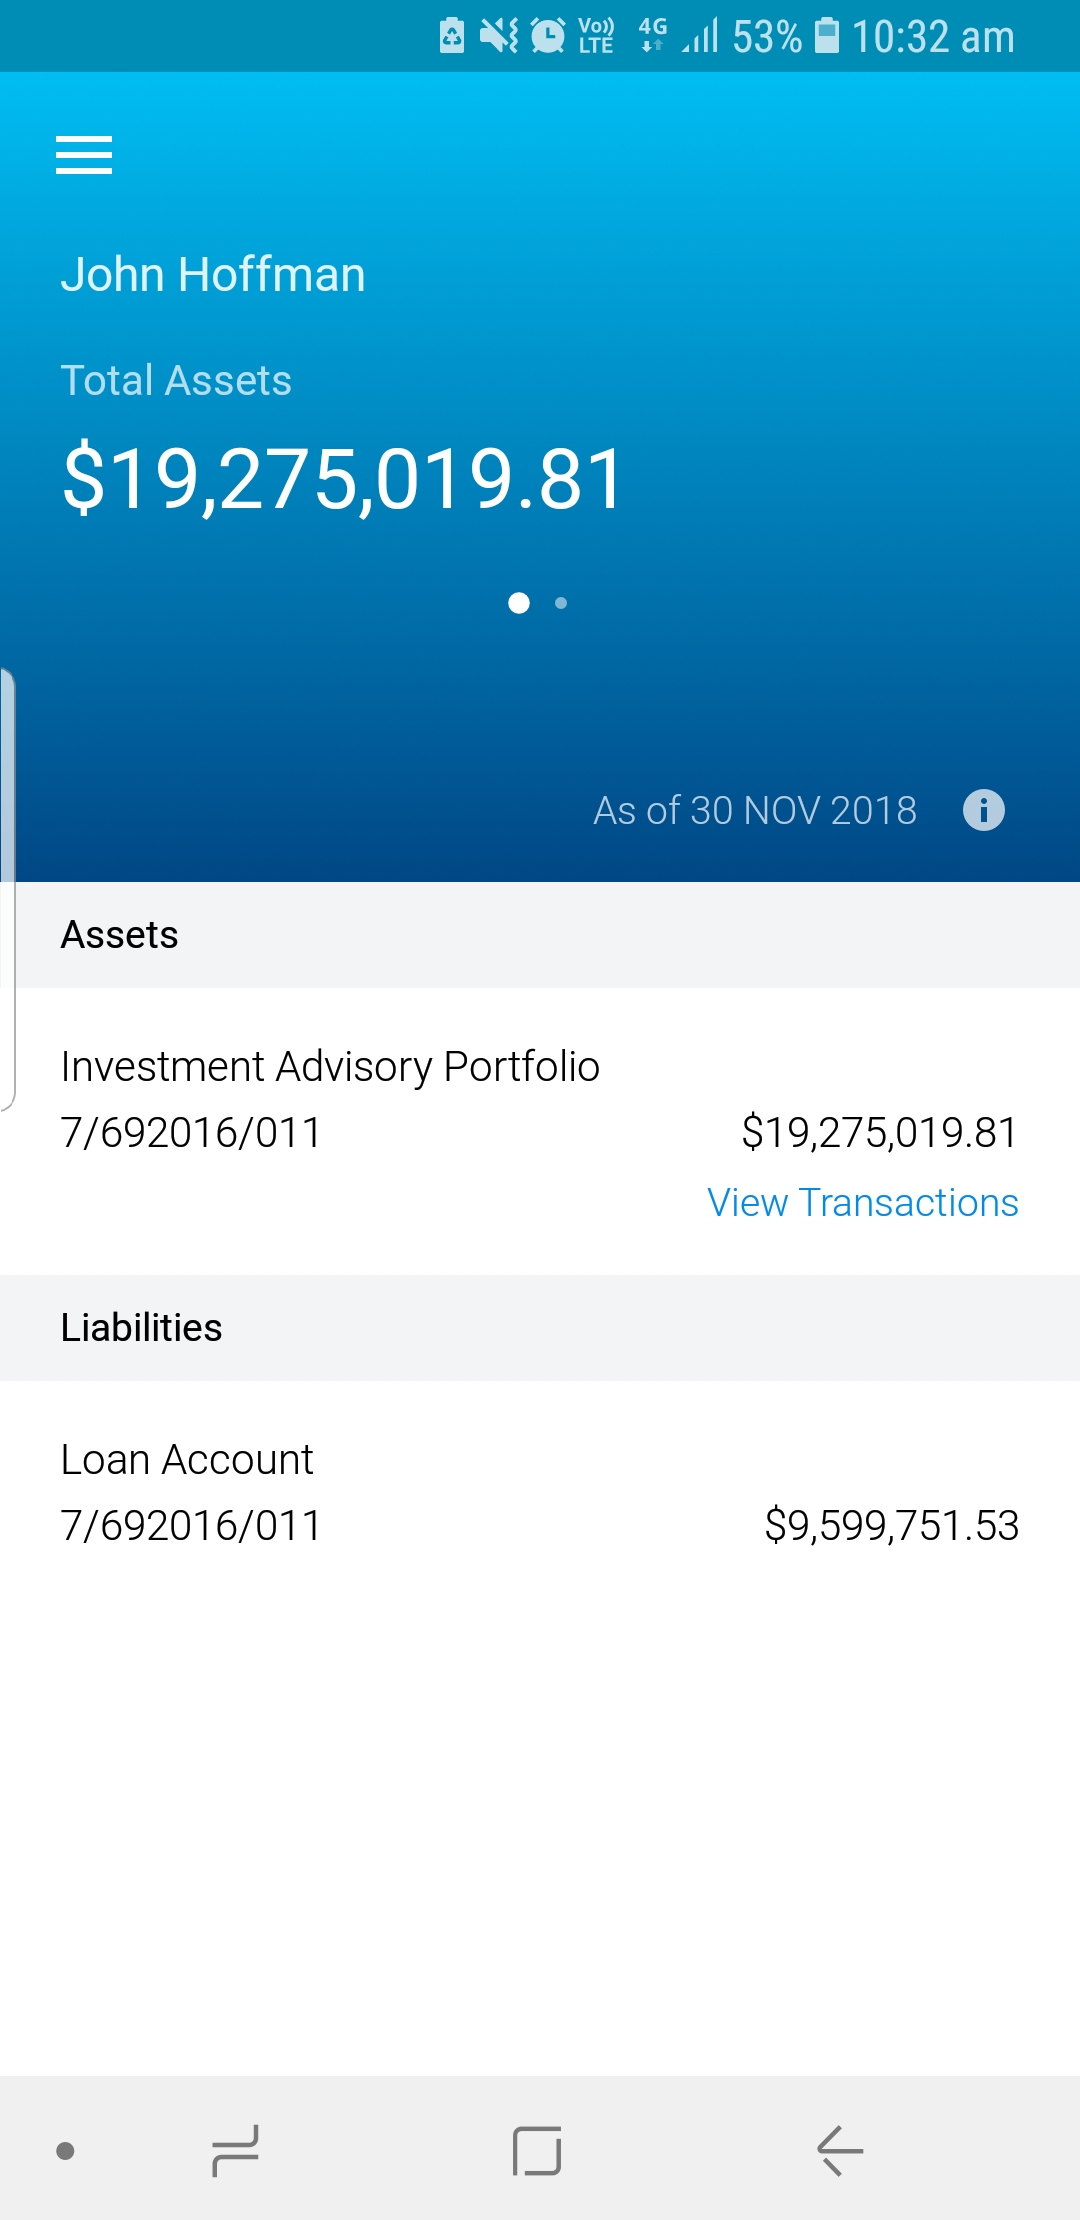 Vo)) LTE 4G 53% 10:32 am
John Hoffman
Total Assets
$19,275,019.81
As of 30 NOV 2018
Assets
Investment Advisory Portfolio
7/692016/011 $19,275,019.81
View Transactions
Liabilities
Loan Account
7/692016/011 $9,599,751.53